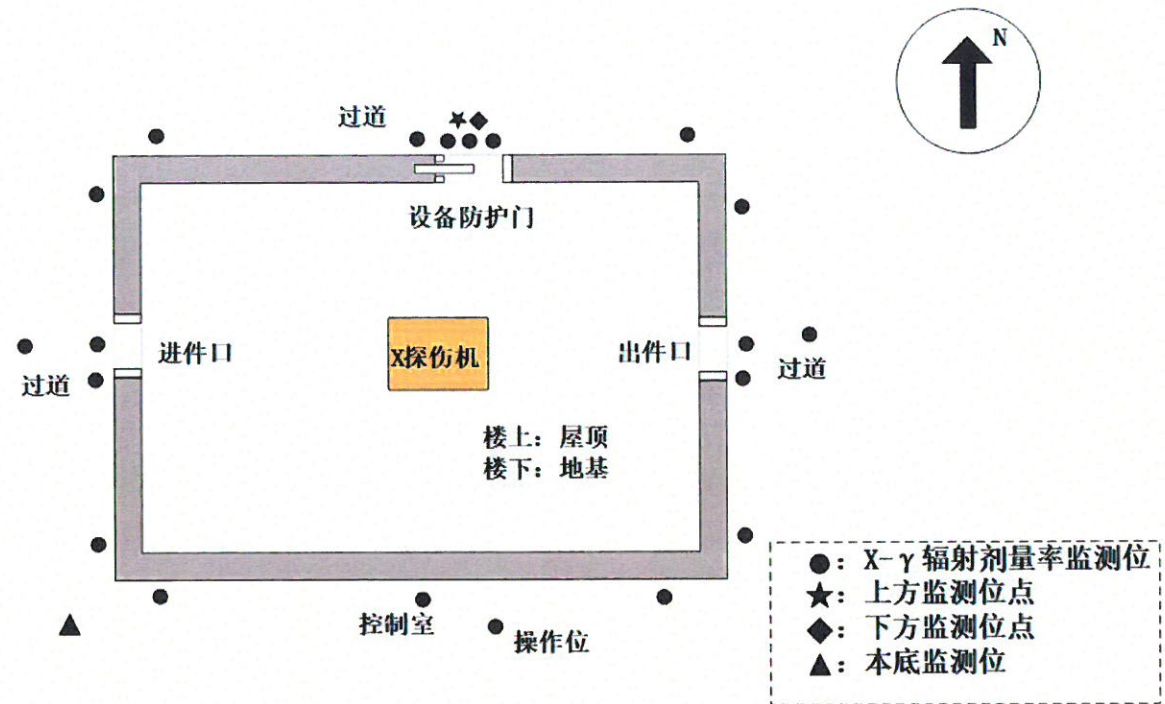 N
过道
设备防护门
进件口
X探伤机
出件口
过道
过道
楼上：屋顶
楼下：地基
控制室
操作位
●：X-γ辐射剂量率监测位
★：上方监测位点
◆：下方监测位点
▲：本底监测位